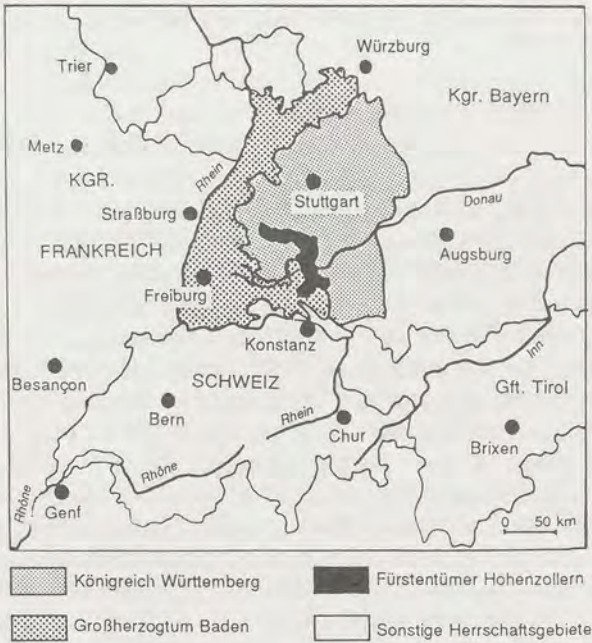 Würzburg
Trier
Kgr. Bayern
Metz
KGR.
FRANKREICH
Rhein
Straßburg
Stuttgart
Donau
Augsburg
Freiburg
Konstanz
Besançon
SCHWEIZ
Bern
Rhein
Chur
Inn
Gft. Tirol
Brixen
Rhône
Rhône
Genf
0 50 km
Königreich Württemberg
Fürstentümer Hohenzollern
Großherzogtum Baden
Sonstige Herrschaftsgebiete